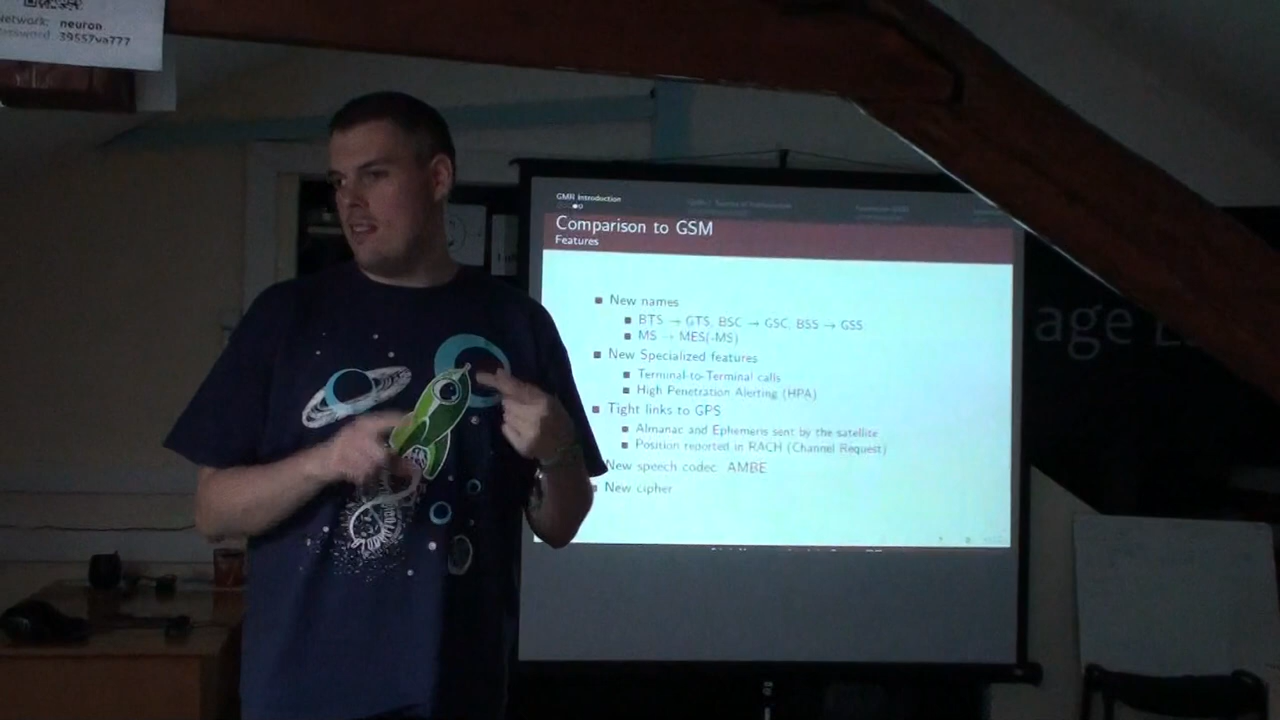 Network: neuron
39557va777
GMR Introduction
Comparison to GSM
Features
New names
BTS → GTS, BSC → GSC, BSS → GSS
MS → MES(-MS)
New Specialized features
Terminal-to-Terminal calls
High Penetration Alerting (HPA)
Tight links to GPS
Almanac and Ephemeris sent by the satellite
Position reported in RACH (Channel Request)
New speech codec AMBE
New cipher
age